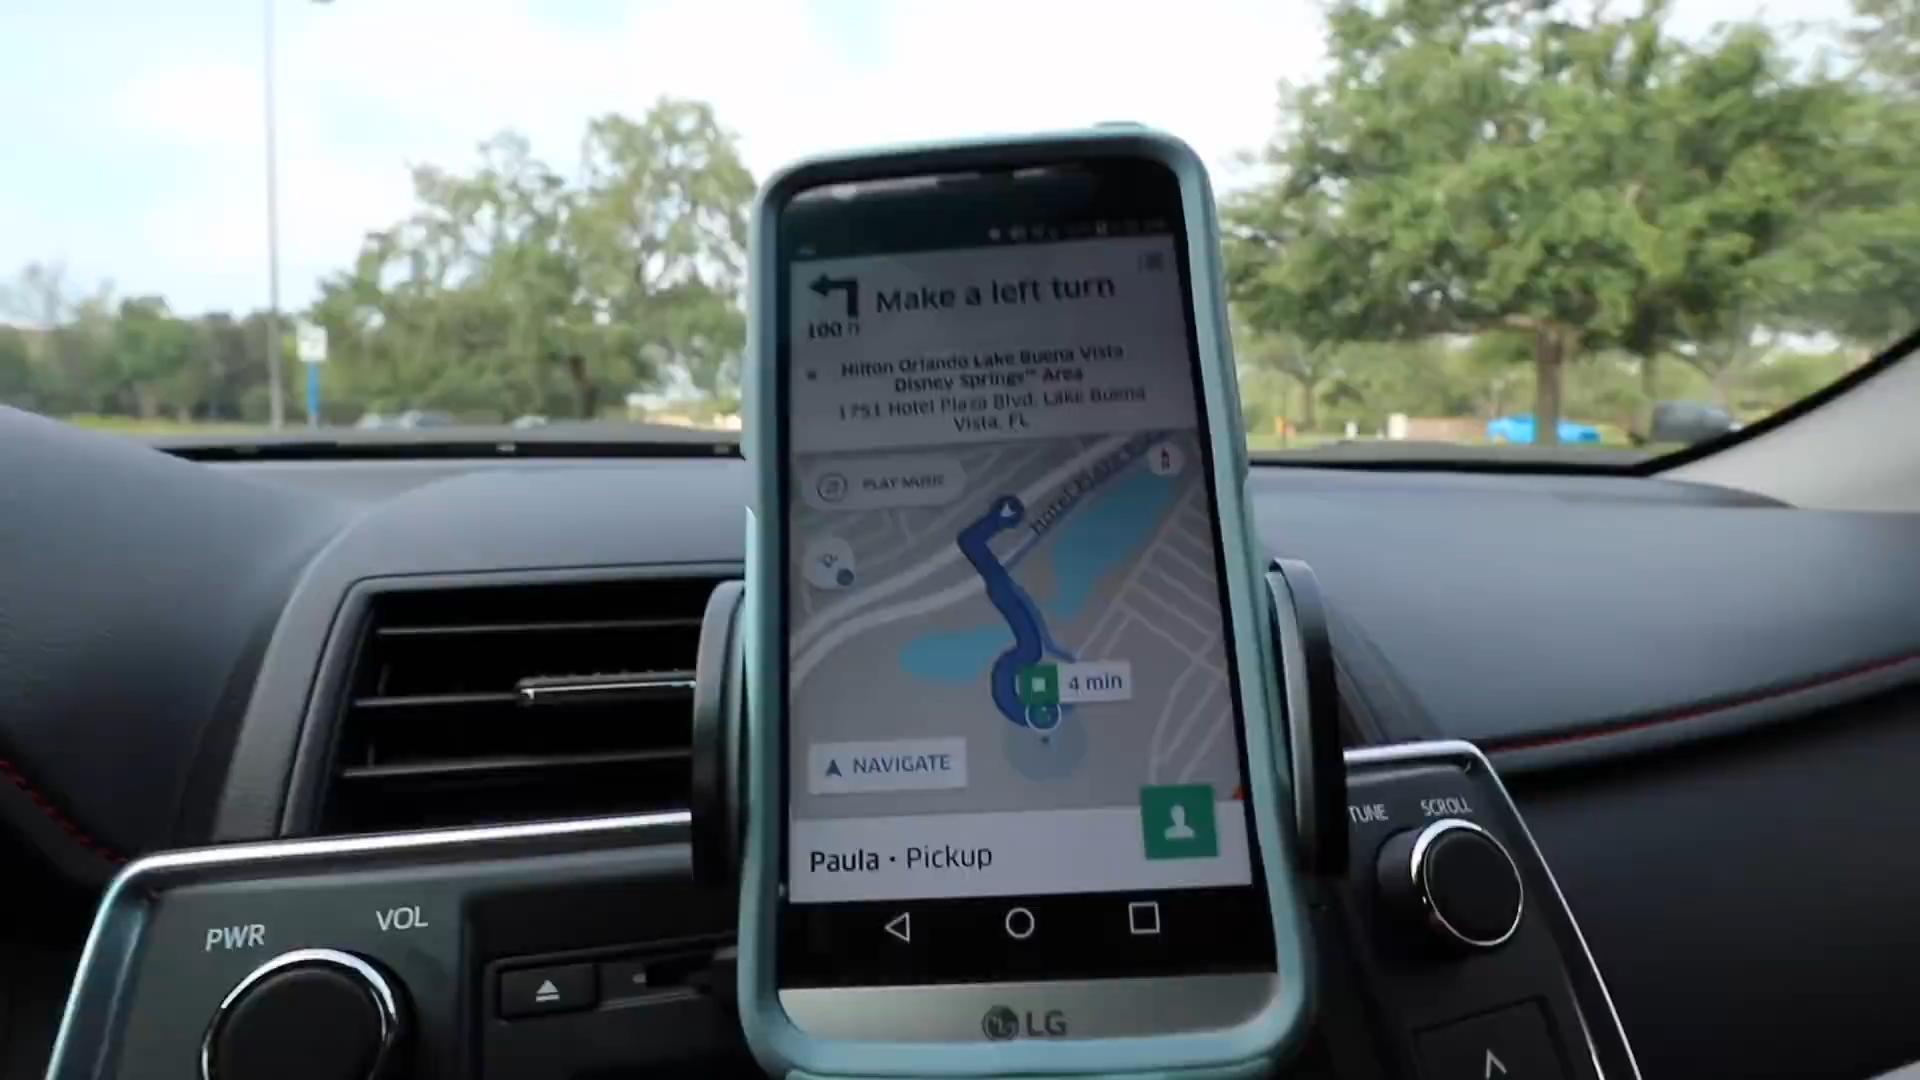 Make a left turn
100 ft
Hilton Orlando Lake Buena Vista
Disney Springs™ Area
1751 Hotel Plaza Blvd, Lake Buena
Vista, FL
PLAY MUSIC
Hotel Plaza
4 min
NAVIGATE
Paula • Pickup
LG
PWR
VOL
TUNE
SCROLL